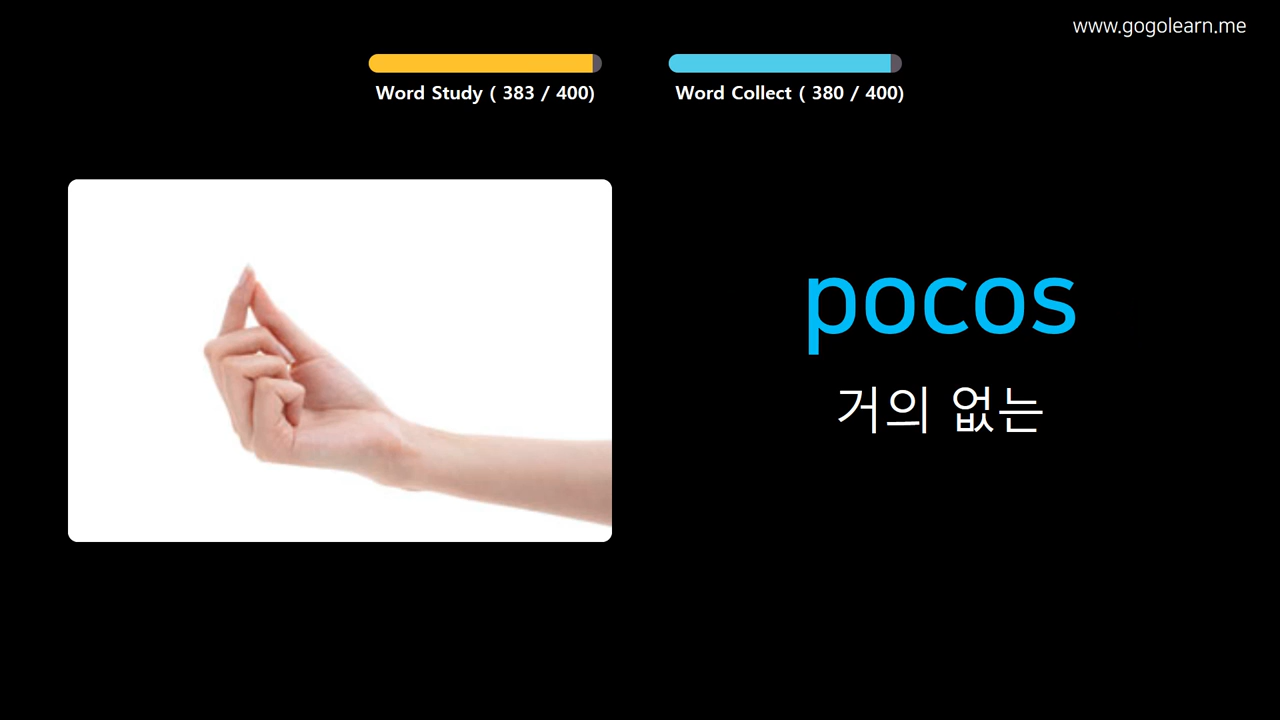 www.gogolearn.me
Word Study ( 383 / 400)
Word Collect ( 380 / 400)
pocos
거의 없는